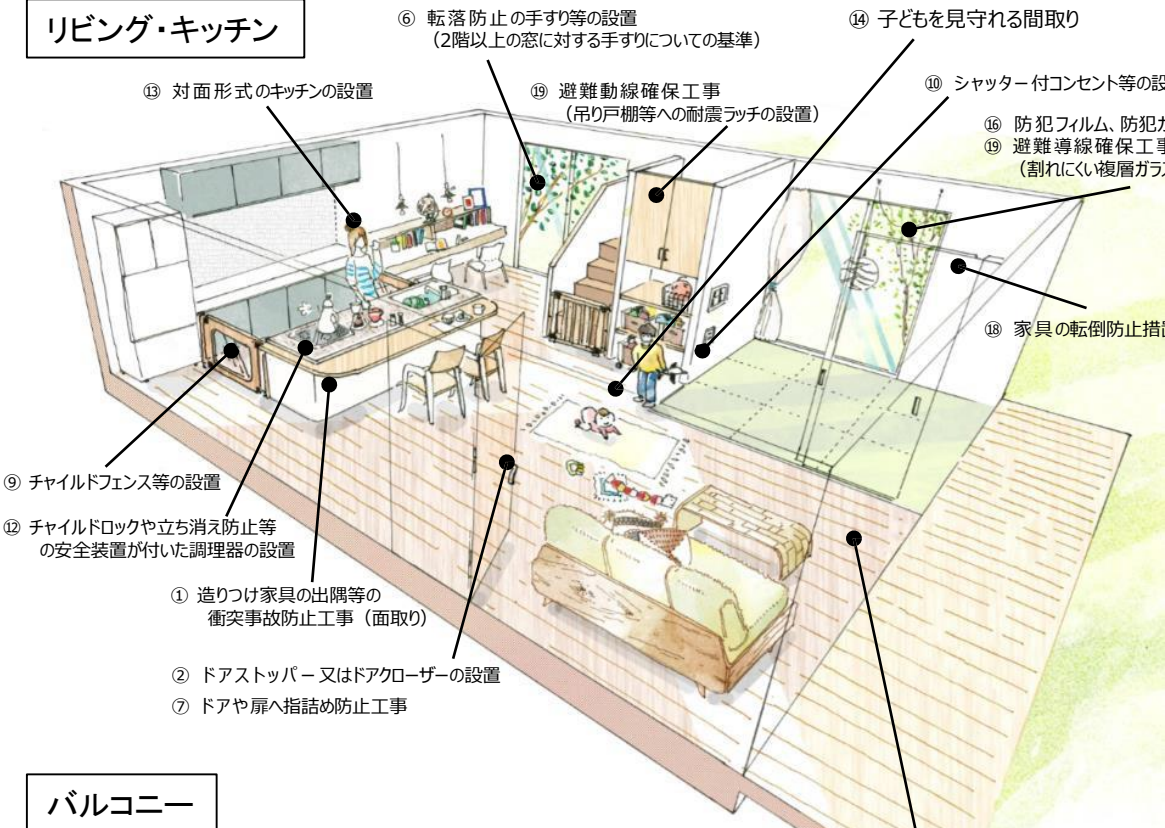 リビング・キッチン
⑥ 転落防止の手すり等の設置
（2階以上の窓に対する手すりについての基準）
⑭ 子どもを見守れる間取り
⑬ 対面形式のキッチンの設置
⑲ 避難動線確保工事
（吊り戸棚等への耐震ラッチの設置）
⑩ シャッター付コンセント等の設
⑯ 防犯フィルム、防犯カ
⑲ 避難導線確保工事
（割れにくい複層ガラス
⑱ 家具の転倒防止措置
⑨ チャイルドフェンス等の設置
⑫ チャイルドロックや立ち消え防止等
の安全装置が付いた調理器の設置
① 造りつけ家具の出隅等の
衝突事故防止工事（面取り）
② ドアストッパー又はドアクローザーの設置
⑦ ドアや扉へ指詰め防止工事
バルコニー